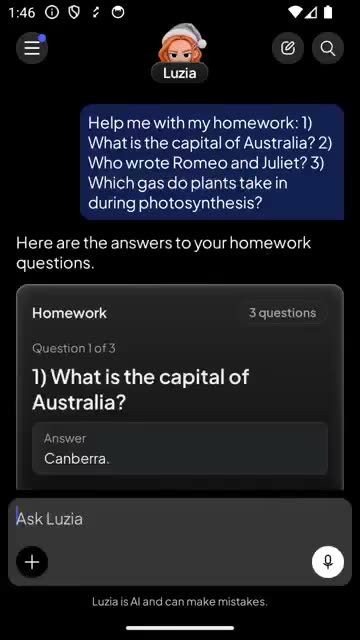 1:46
Luzia
Help me with my homework: 1)
What is the capital of Australia? 2)
Who wrote Romeo and Juliet? 3)
Which gas do plants take in
during photosynthesis?
Here are the answers to your homework
questions.
Homework
3 questions
Question 1 of 3
1) What is the capital of
Australia?
Answer
Canberra.
Ask Luzia
Luzia is AI and can make mistakes.